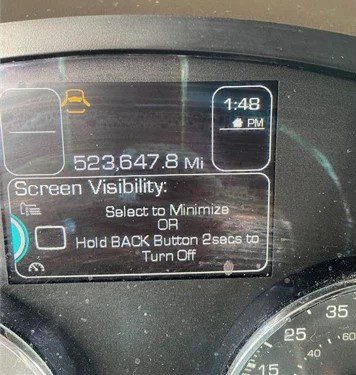 1:48
PM
523,647.8 Mi
Screen Visibility:
Select to Minimize
OR
Hold BACK Button 2secs to
Turn Off
35
25
60
15